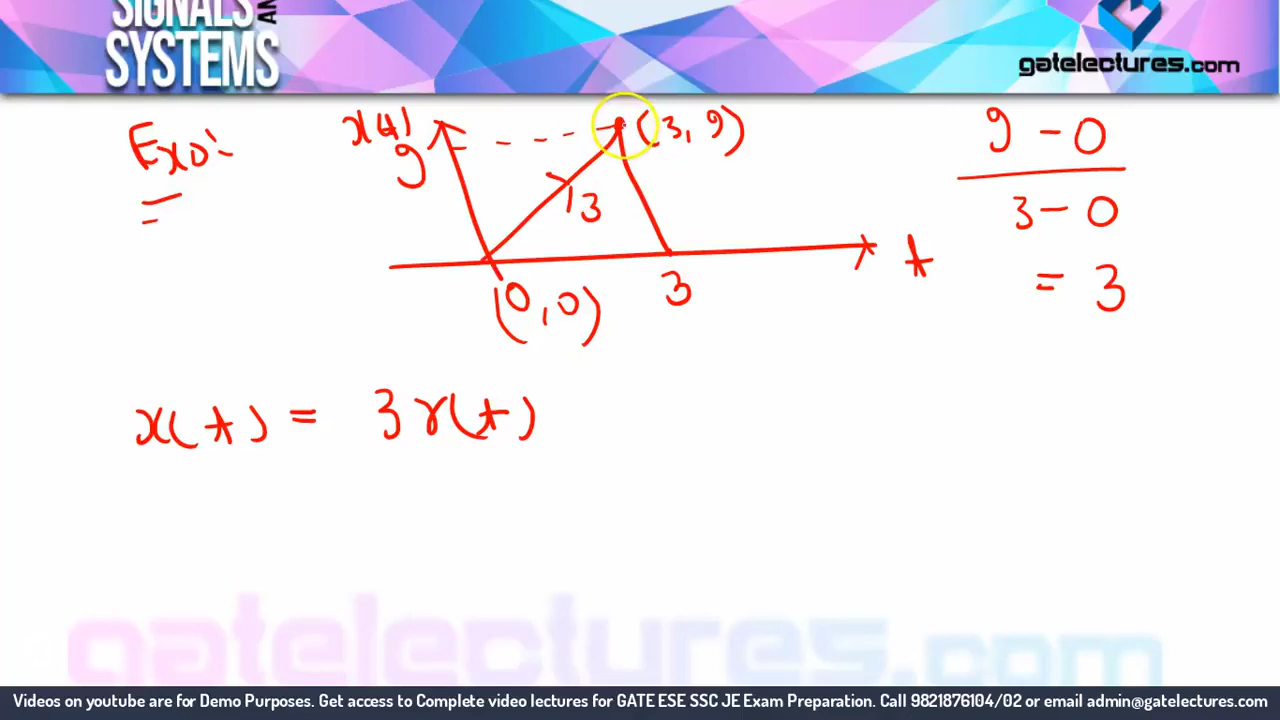 SIGNALS AND
SYSTEMS
gatelectures.com
Ex:
x(t)
9
(3, 9)
3
(0, 0)
3
t
9 - 0
3 - 0
= 3
x(t) = 3r(t)
gatelectures.com
Videos on youtube are for Demo Purposes. Get access to Complete video lectures for GATE ESE SSC JE Exam Preparation. Call 9821876104/02 or email admin@gatelectures.com